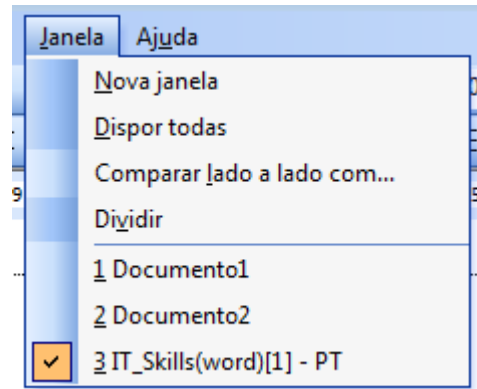 Janela Ajuda
Nova janela
Dispor todas
Comparar lado a lado com...
Dividir
1 Documento1
2 Documento2
3 IT_Skills(word)[1] - PT